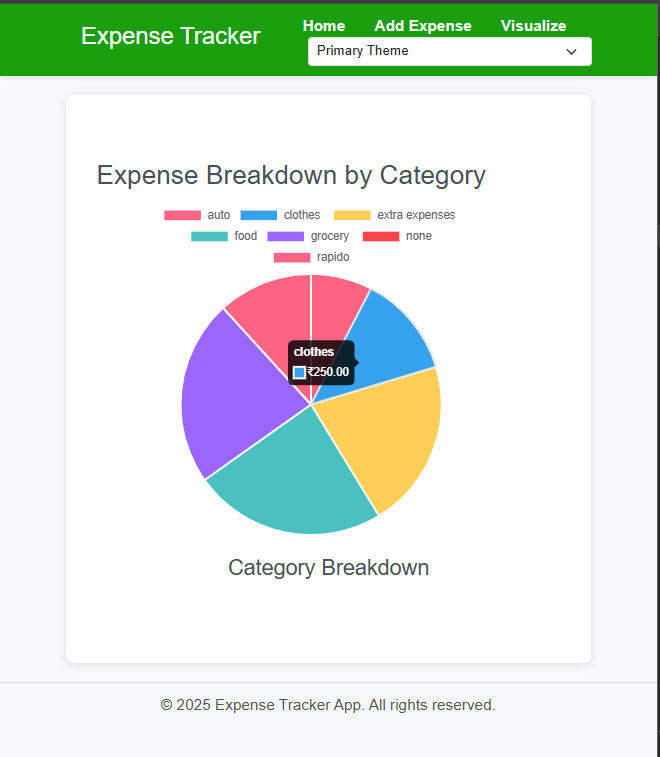 Expense Tracker
Home Add Expense Visualize
Primary Theme
Expense Breakdown by Category
auto clothes extra expenses
food grocery none
rapido
clothes
₹250.00
Category Breakdown
© 2025 Expense Tracker App. All rights reserved.